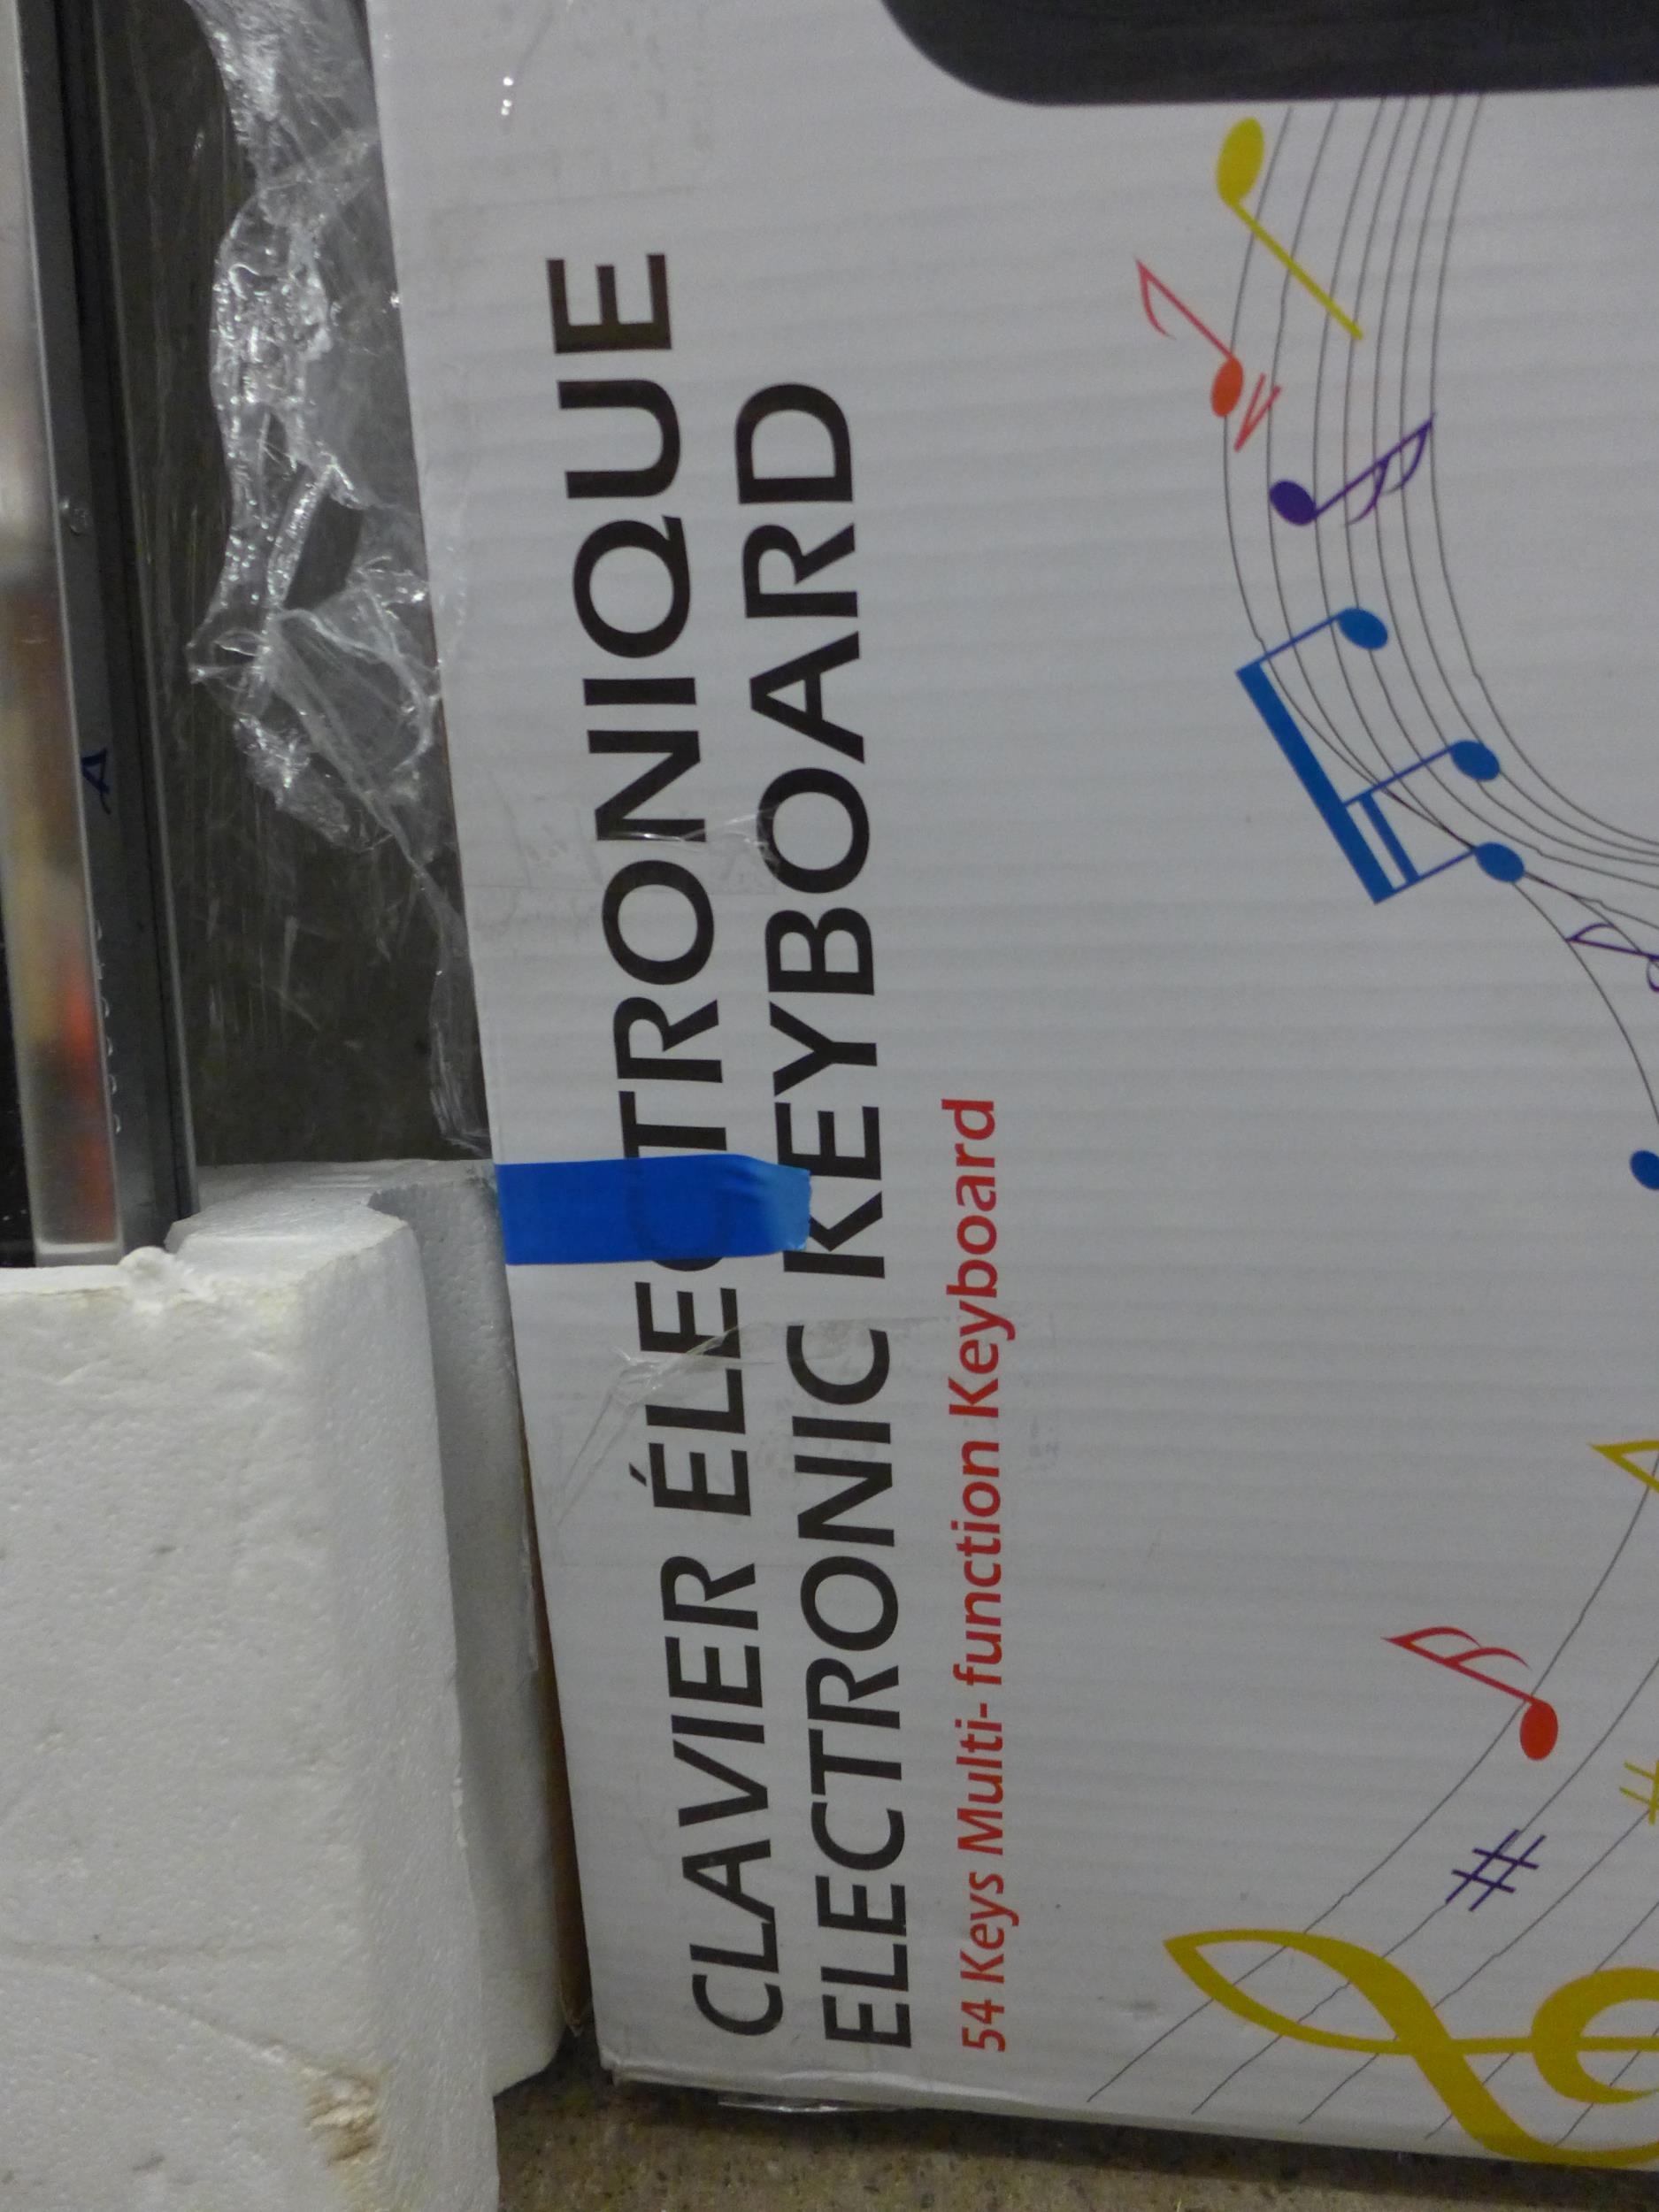 CLAVIER ÉLECTRONIQUE
ELECTRONIC KEYBOARD
54 Keys Multi- function Keyboard